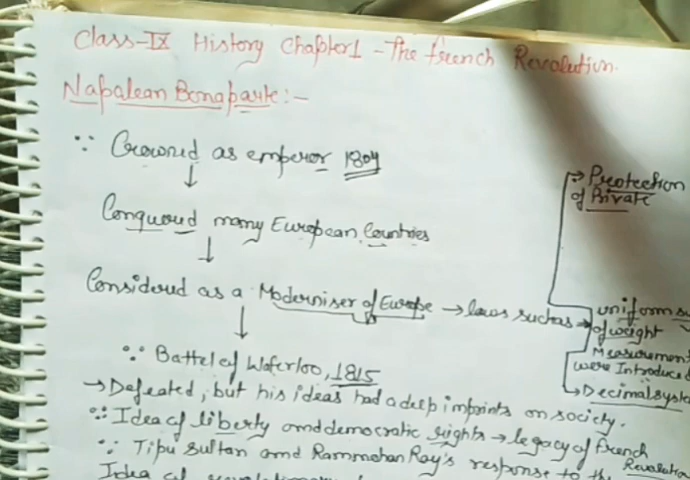 Class-IX History Chapter1 - The French Revolution.
Napalean Bonaparte:-
∵ Crowned as emperor 1804
↓
→ Protection
of Private
Conquered many European Countries
↓
Considered as a Moderniser of Europe → laws such as →
uniform
of weight
Measurement
were Introduced
→ Decimal
↓
∵ Battel of Waterloo, 1815
→ Defeated, but his ideas had a deep imprints on society.
∵ Idea of liberty and democratic rights → legacy of French
Revolution
∵ Tipu Sultan and Rammohan Roy's response to the
Idea of